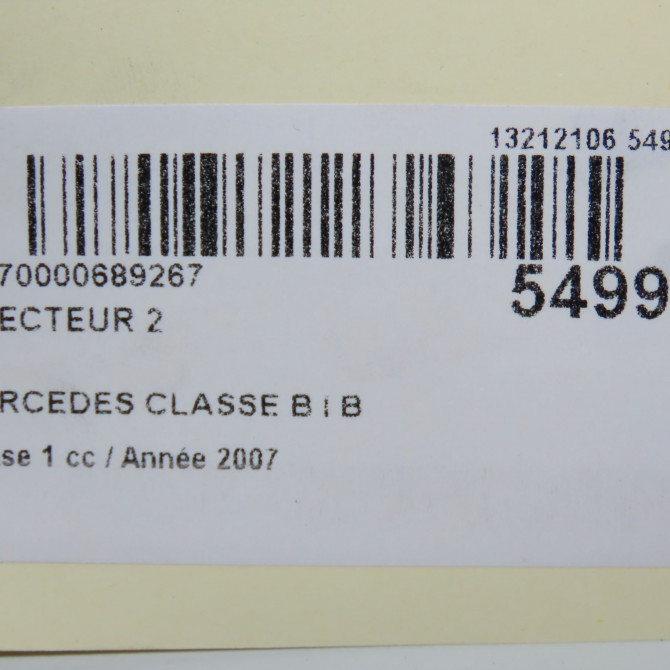 13212106 549
70000689267
5499
ECTEUR 2
RCEDES CLASSE B I B
se 1 cc / Année 2007